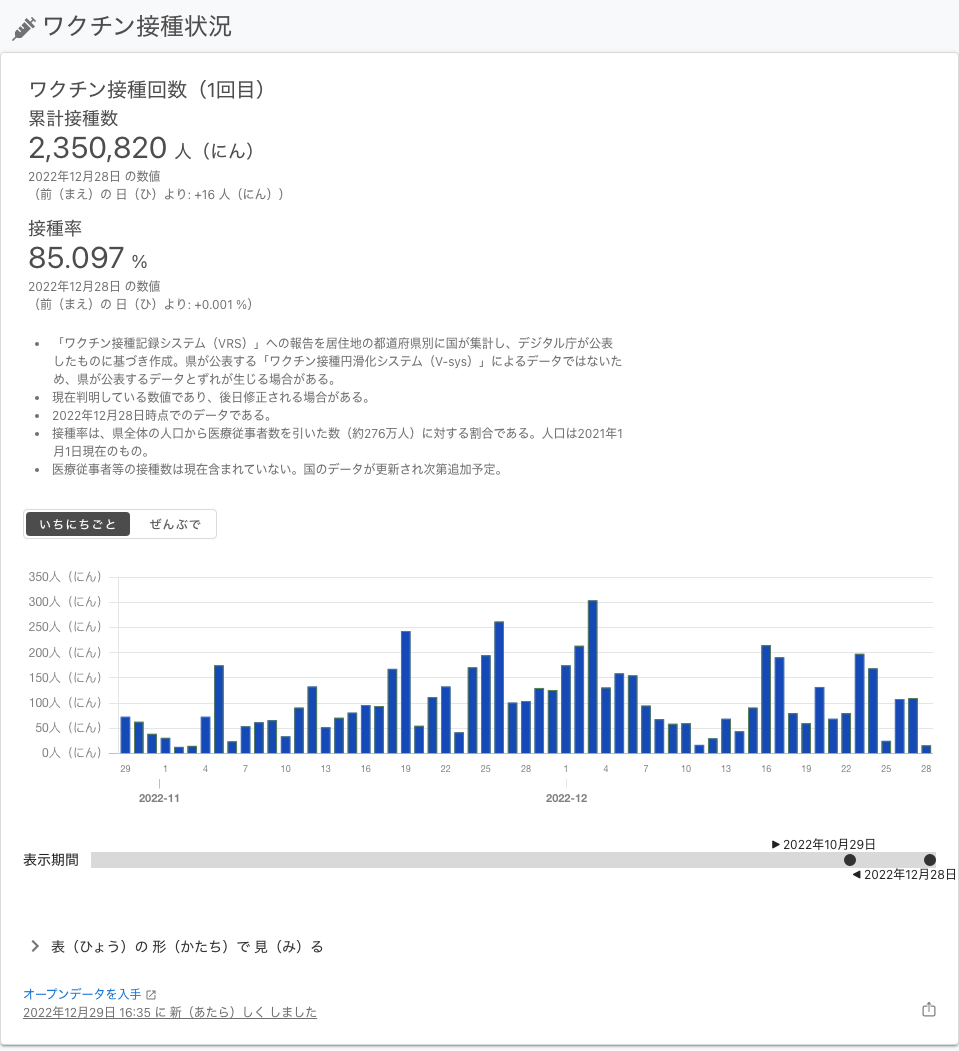 ワクチン接種状況
ワクチン接種回数（1回目）
累計接種数
2,350,820 人（にん）
2022年12月28日 の数値
（前（まえ）の 日（ひ）より: +16 人（にん））
接種率
85.097 %
2022年12月28日 の数値
（前（まえ）の 日（ひ）より: +0.001 %）
• 「ワクチン接種記録システム（VRS）」への報告を居住地の都道府県別に国が集計し、デジタル庁が公表
したものに基づき作成。県が公表する「ワクチン接種円滑化システム（V-sys）」によるデータではないた
め、県が公表するデータとずれが生じる場合がある。
• 現在判明している数値であり、後日修正される場合がある。
• 2022年12月28日時点でのデータである。
• 接種率は、県全体の人口から医療従事者数を引いた数（約276万人）に対する割合である。人口は2021年1
月1日現在のもの。
• 医療従事者等の接種数は現在含まれていない。国のデータが更新され次第追加予定。
いちにちごと ぜんぶで
350人（にん）
300人（にん）
250人（にん）
200人（にん）
150人（にん）
100人（にん）
50人（にん）
0人（にん）
29 1 4 7 10 13 16 19 22 25 28 1 4 7 10 13 16 19 22 25 28
2022-11 2022-12
▶ 2022年10月29日
表示期間
◀ 2022年12月28日
表（ひょう）の 形（かたち）で 見（み）る
オープンデータを入手
2022年12月29日 16:35 に 新（あたら）しく しました